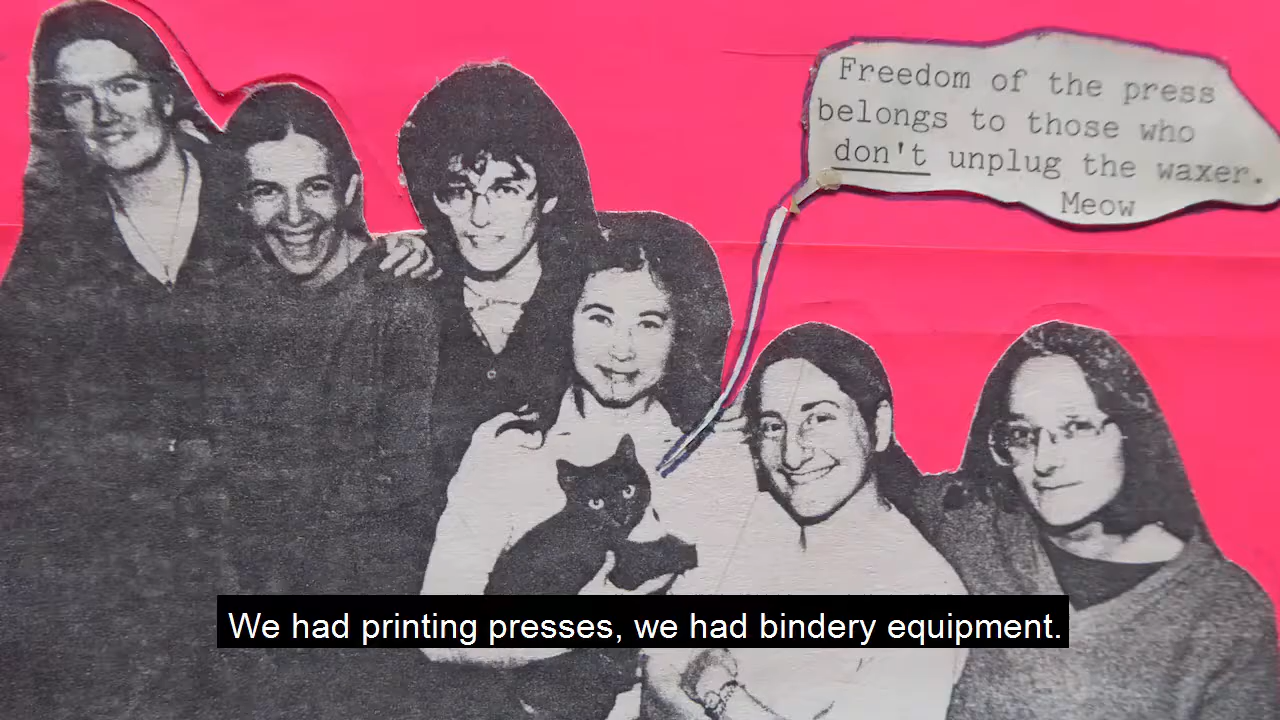 Freedom of the press
belongs to those who
don't unplug the waxer.
Meow
We had printing presses, we had bindery equipment.